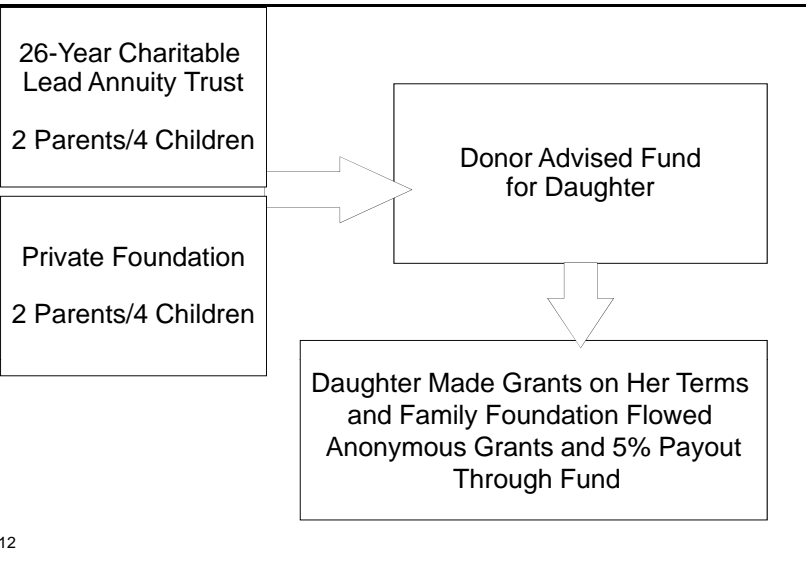 26-Year Charitable
Lead Annuity Trust
2 Parents/4 Children
Private Foundation
2 Parents/4 Children
Donor Advised Fund
for Daughter
Daughter Made Grants on Her Terms
and Family Foundation Flowed
Anonymous Grants and 5% Payout
Through Fund
12